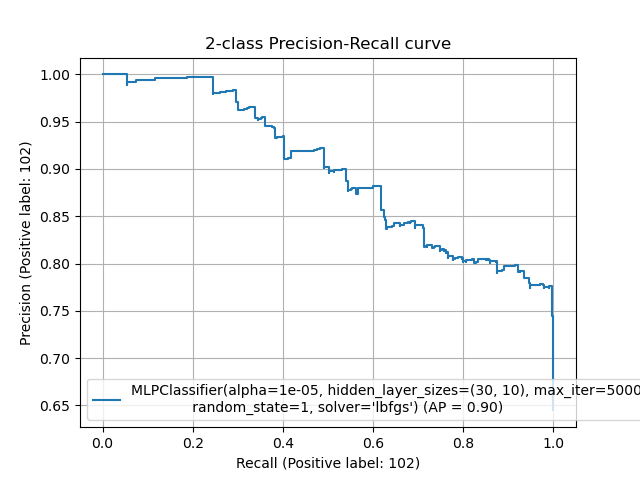 2-class Precision-Recall curve
1.00
0.95
0.90
0.85
0.80
0.75
0.70
0.65
Precision (Positive label: 102)
MLPClassifier(alpha=1e-05, hidden_layer_sizes=(30, 10), max_iter=5000
random_state=1, solver='lbfgs') (AP = 0.90)
0.0 0.2 0.4 0.6 0.8 1.0
Recall (Positive label: 102)